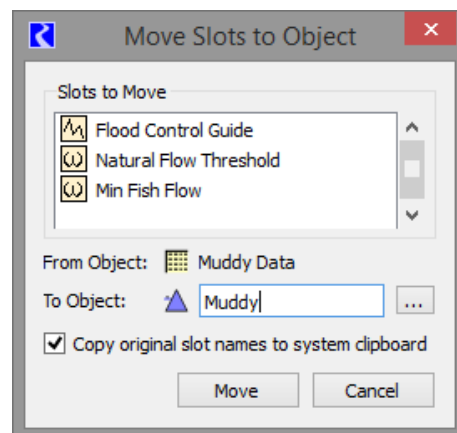 Move Slots to Object
Slots to Move
Flood Control Guide
Natural Flow Threshold
Min Fish Flow
From Object: Muddy Data
To Object: Muddy ...
Copy original slot names to system clipboard
Move Cancel